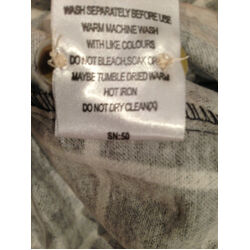 WASH SEPARATELY BEFORE USE
WARM MACHINE WASH
WITH LIKE COLOURS
DO NOT BLEACH,SOAK OR
MAYBE TUMBLE DRIED WARM
HOT IRON
DO NOT DRY CLEAN
SN:50